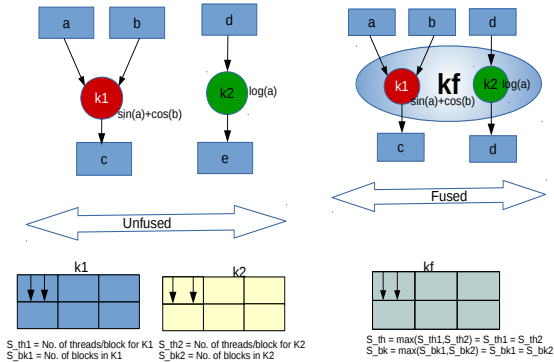 a b d
k1
sin(a)+cos(b)
k2
log(a)
c e
Unfused
a b d
kf
k1
sin(a)+cos(b)
k2
log(a)
c d
Fused
k1
k2
kf
S_th1 = No. of threads/block for K1
S_bk1 = No. of blocks in K1
S_th2 = No. of threads/block for K2
S_bk2 = No. of blocks in K2
S_th = max(S_th1,S_th2) = S_th1 = S_th2
S_bk = max(S_bk1,S_bk2) = S_bk1 = S_bk2